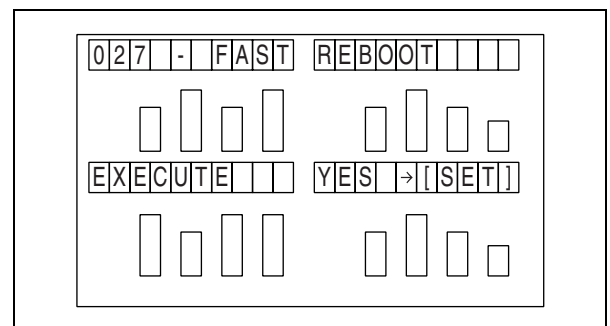 027 - FAST REBOOT
EXECUTE YES →[SET]